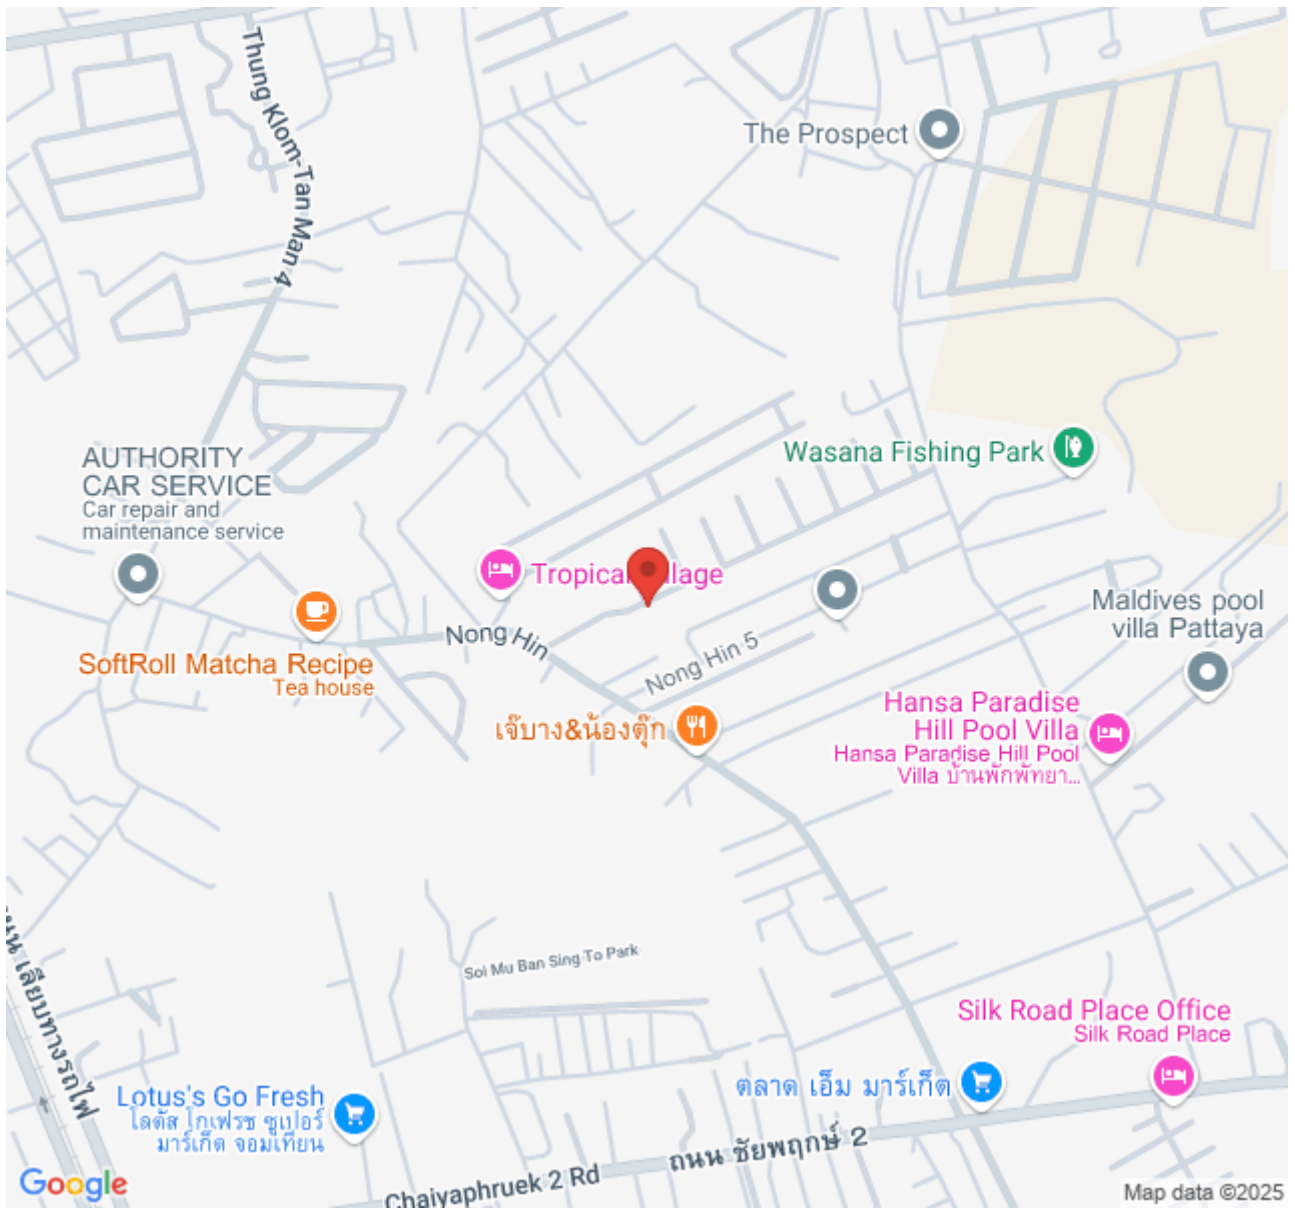 Thung Klom-Tan Man 4
The Prospect
Wasana Fishing Park
AUTHORITY
CAR SERVICE
Car repair and
maintenance service
Tropical Village
Nong Hin
Nong Hin 5
SoftRoll Matcha Recipe
Tea house
Maldives pool
villa Pattaya
เจ๊บาง&น้องตุ๊ก
Hansa Paradise
Hill Pool Villa
Hansa Paradise Hill Pool
Villa บ้านพักพัทยา...
เลียบทางรถไฟ
Soi Mu Ban Sing To Park
Silk Road Place Office
Silk Road Place
ตลาด เอ็ม มาร์เก็ต
Lotus's Go Fresh
โลตัส โกเฟรช ซูเปอร์
มาร์เก็ต จอมเทียน
ถนน ชัยพฤกษ์ 2
Chaiyaphruek 2 Rd
Google
Map data ©2025